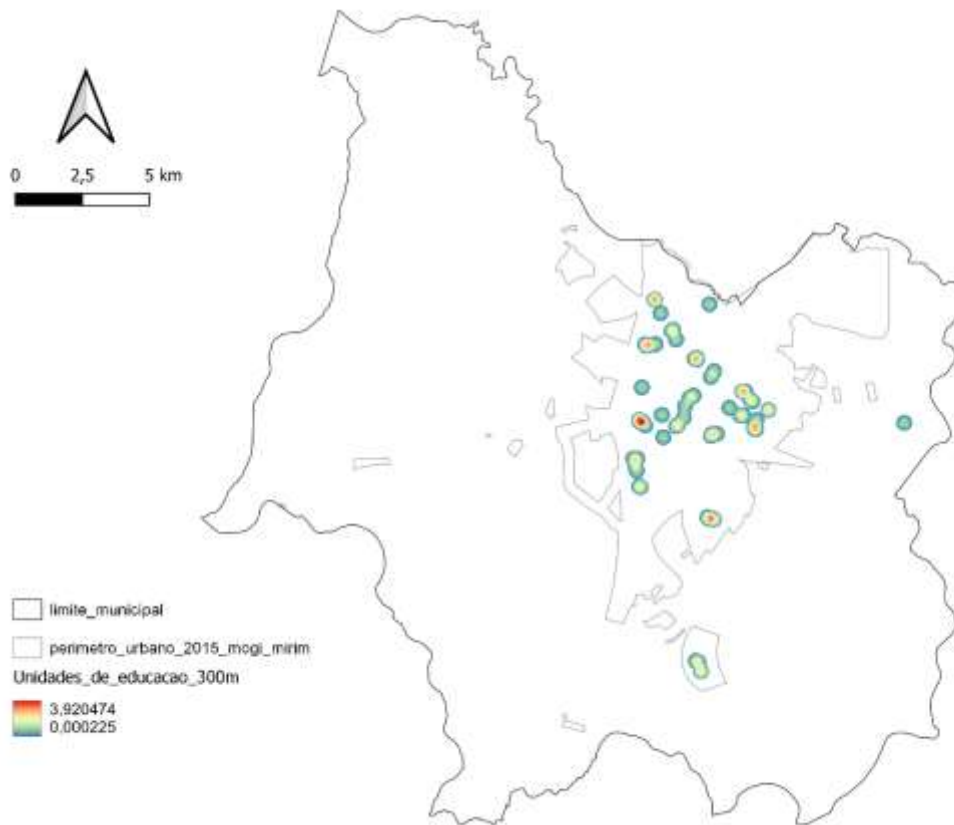 0 2,5 5 km
limite_municipal
perimetro_urbano_2015_mogi_mirim
Unidades_de_educacao_300m
3,920474
0,000225